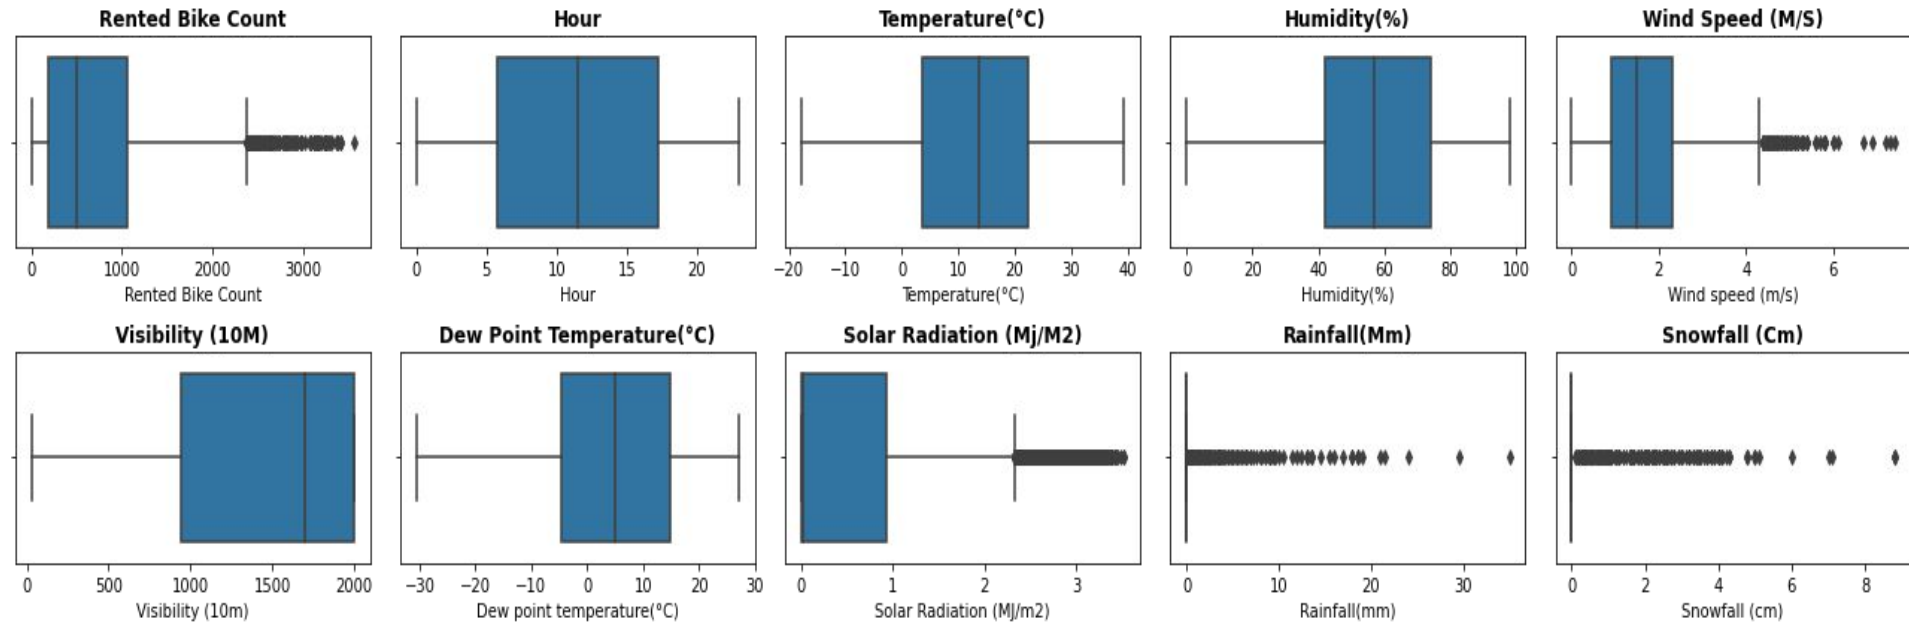 Rented Bike Count
Hour
Temperature(°C)
Humidity(%)
Wind Speed (M/S)
0 1000 2000 3000
0 5 10 15 20
−20 −10 0 10 20 30 40
0 20 40 60 80 100
0 2 4 6
Rented Bike Count
Hour
Temperature(°C)
Humidity(%)
Wind speed (m/s)
Visibility (10M)
Dew Point Temperature(°C)
Solar Radiation (Mj/M2)
Rainfall(Mm)
Snowfall (Cm)
0 500 1000 1500 2000
−30 −20 −10 0 10 20 30
0 1 2 3
0 10 20 30
0 2 4 6 8
Visibility (10m)
Dew point temperature(°C)
Solar Radiation (MJ/m2)
Rainfall(mm)
Snowfall (cm)